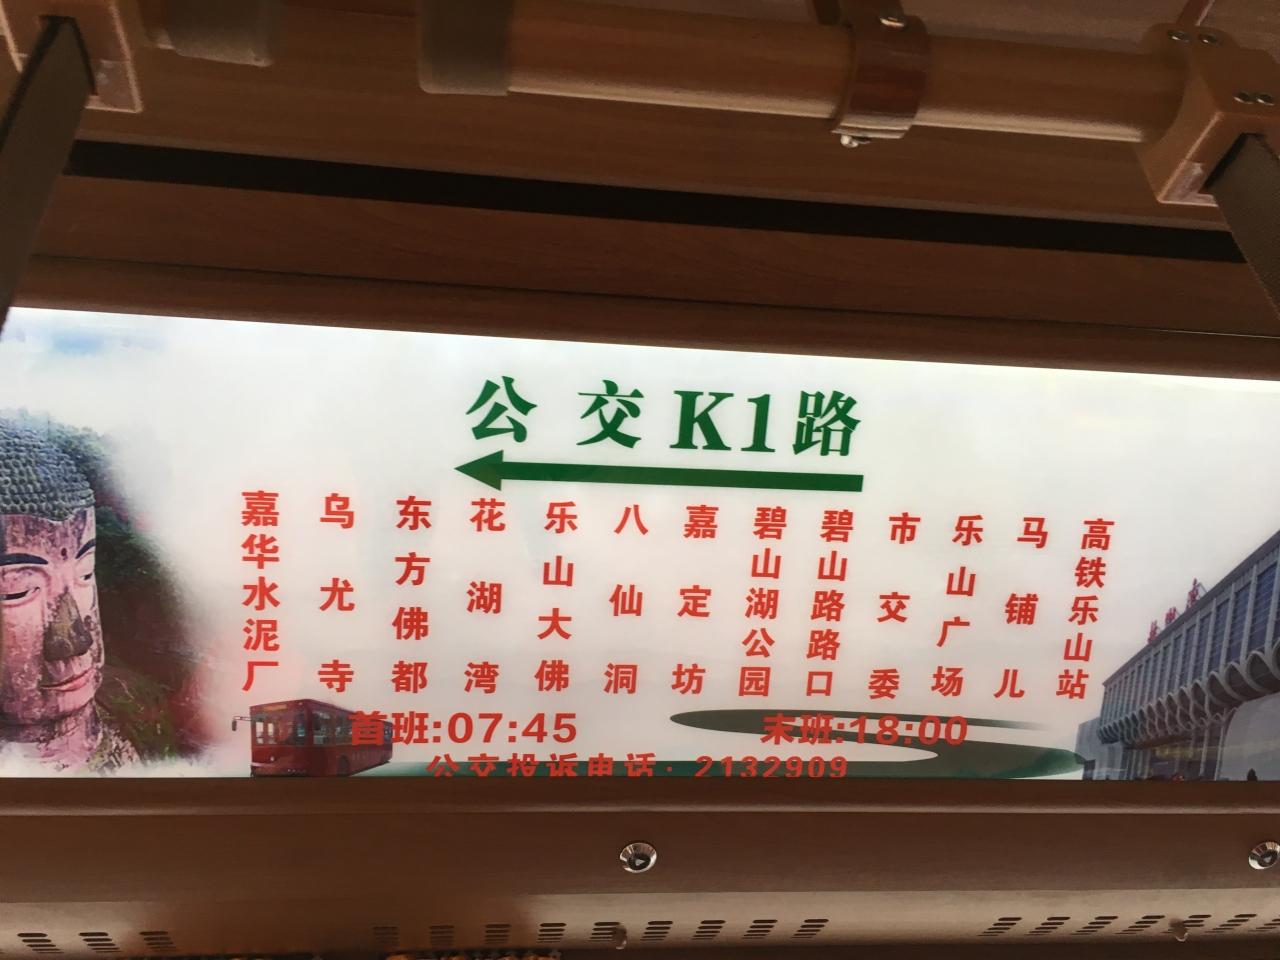 公交K1路
嘉华水泥厂
乌尤寺
东方佛都
花湖湾
乐山大佛
八仙洞
嘉定坊
碧山湖公园
碧山路路口
市交委
乐山广场
马铺儿
高铁乐山站
首班:07:45
末班:18:00
公交投诉电话: 2132909